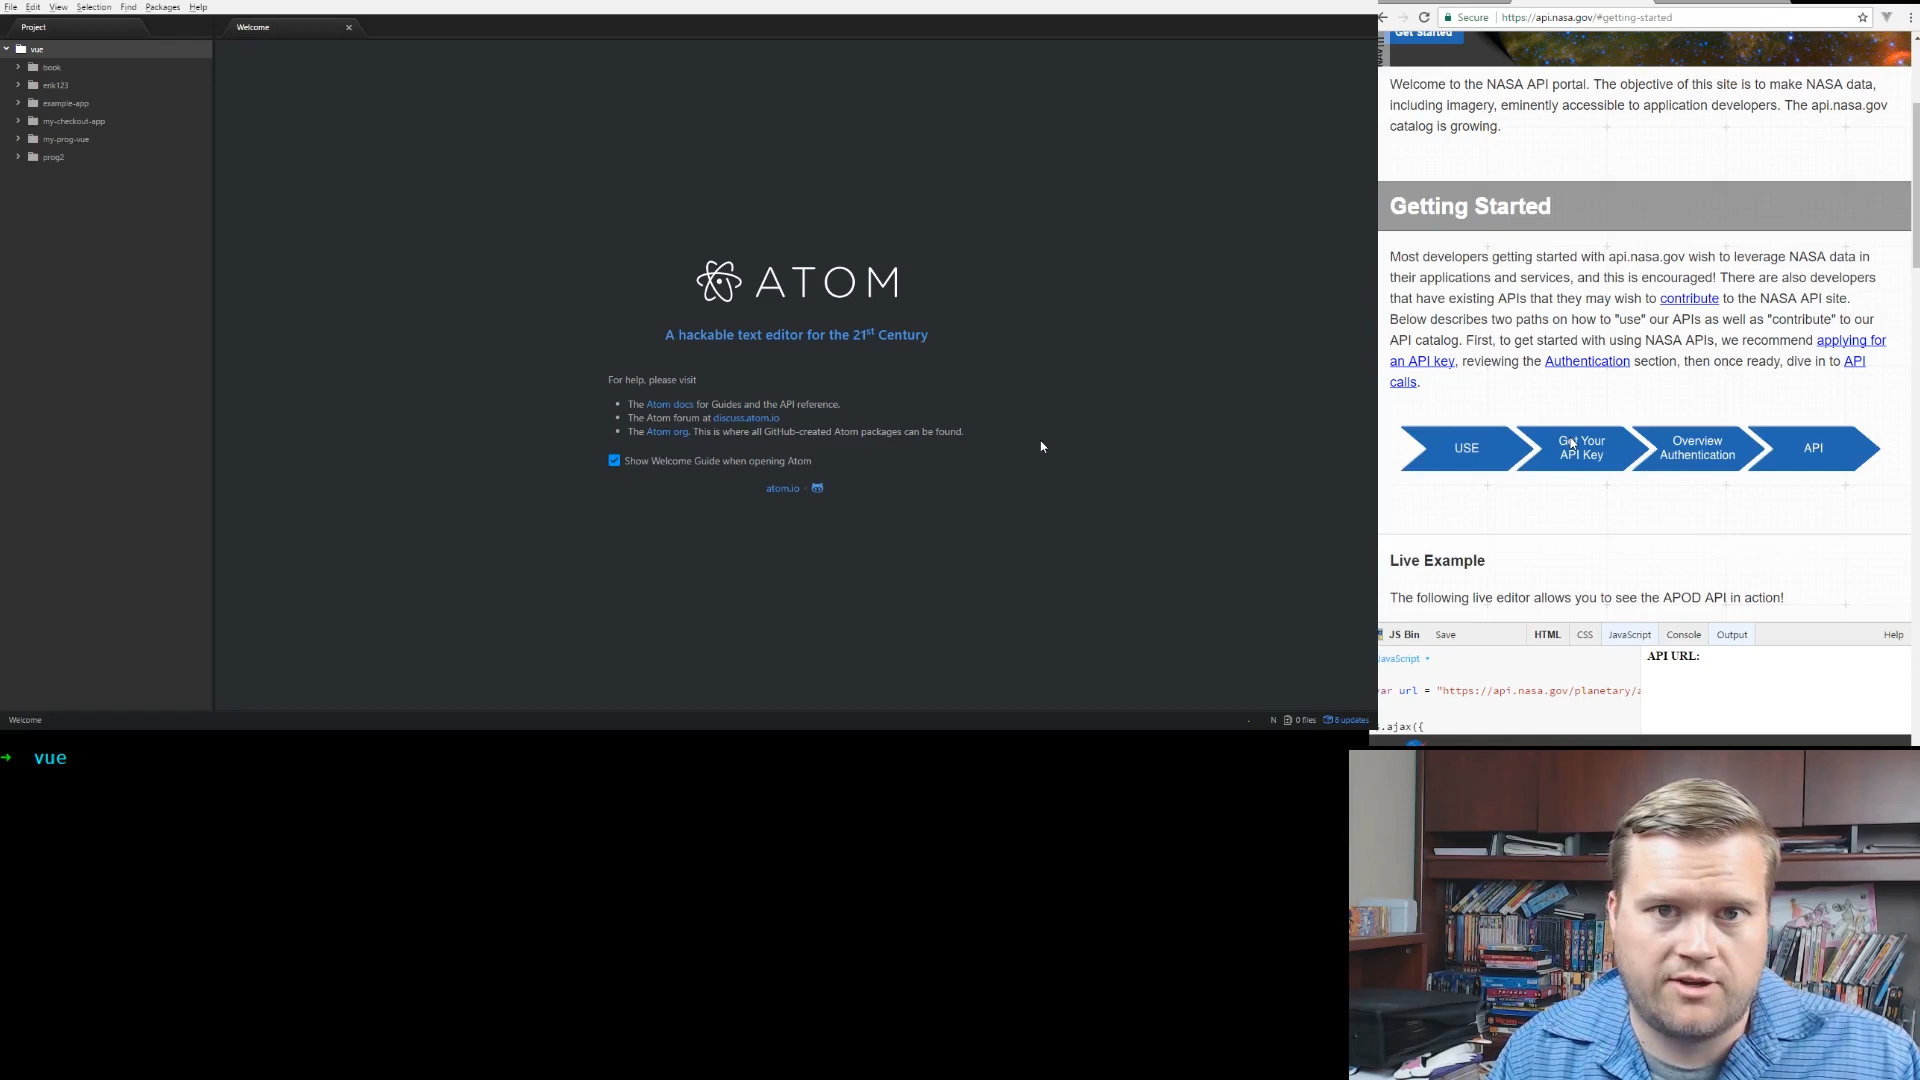 File Edit View Selection Find Packages Help
Project
vue
book
erik123
example-app
my-checkout-app
my-prog-vue
prog2
Welcome
ATOM
A hackable text editor for the 21st Century
For help, please visit
• The Atom docs for Guides and the API reference.
• The Atom forum at discuss.atom.io
• The Atom org. This is where all GitHub-created Atom packages can be found.
Show Welcome Guide when opening Atom
atom.io ·
Welcome
N 0 files 8 updates
➜ vue
Secure https://api.nasa.gov/#getting-started
Get Started
Welcome to the NASA API portal. The objective of this site is to make NASA data,
including imagery, eminently accessible to application developers. The api.nasa.gov
catalog is growing.
Getting Started
Most developers getting started with api.nasa.gov wish to leverage NASA data in
their applications and services, and this is encouraged! There are also developers
that have existing APIs that they may wish to contribute to the NASA API site.
Below describes two paths on how to "use" our APIs as well as "contribute" to our
API catalog. First, to get started with using NASA APIs, we recommend applying for
an API key, reviewing the Authentication section, then once ready, dive in to API
calls.
USE
Get Your
API Key
Overview
Authentication
API
Live Example
The following live editor allows you to see the APOD API in action!
JS Bin Save HTML CSS JavaScript Console Output Help
JavaScript
API URL:
var url = "https://api.nasa.gov/planetary/a
.ajax({